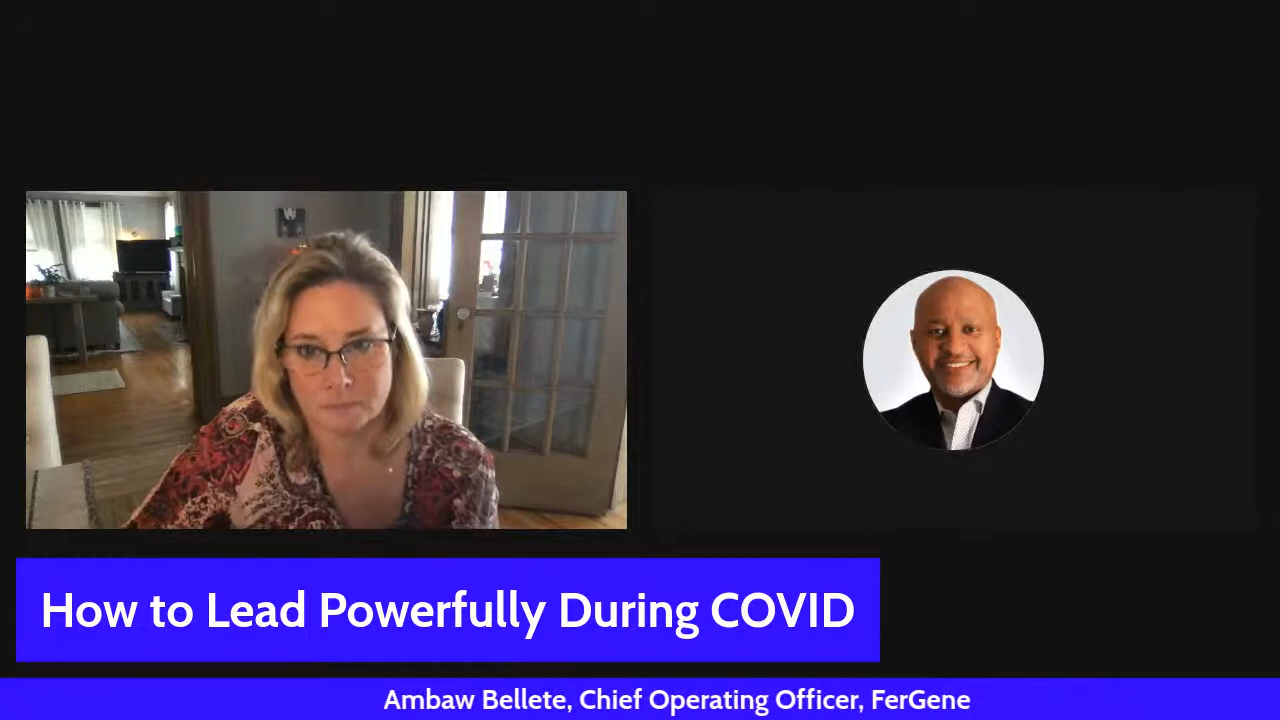 How to Lead Powerfully During COVID
Ambaw Bellete, Chief Operating Officer, FerGene